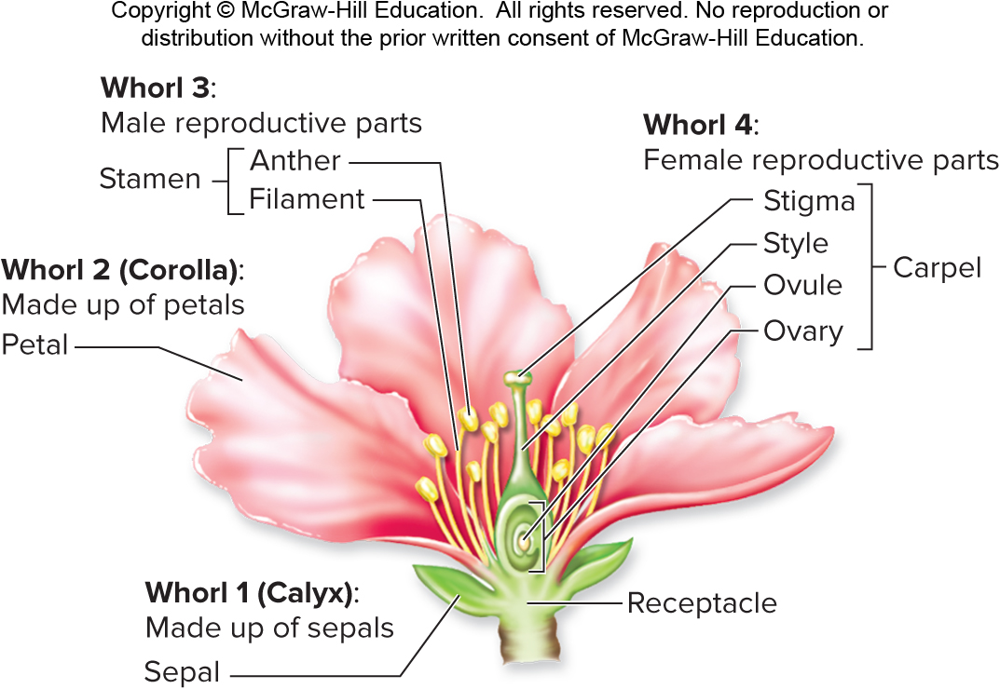 Copyright © McGraw-Hill Education.  All rights reserved. No reproduction or
distribution without the prior written consent of McGraw-Hill Education.
Whorl 3:
Male reproductive parts
Stamen
Anther
Filament
Whorl 4:
Female reproductive parts
Stigma
Style
Ovule
Ovary
Carpel
Whorl 2 (Corolla):
Made up of petals
Petal
Whorl 1 (Calyx):
Made up of sepals
Sepal
Receptacle